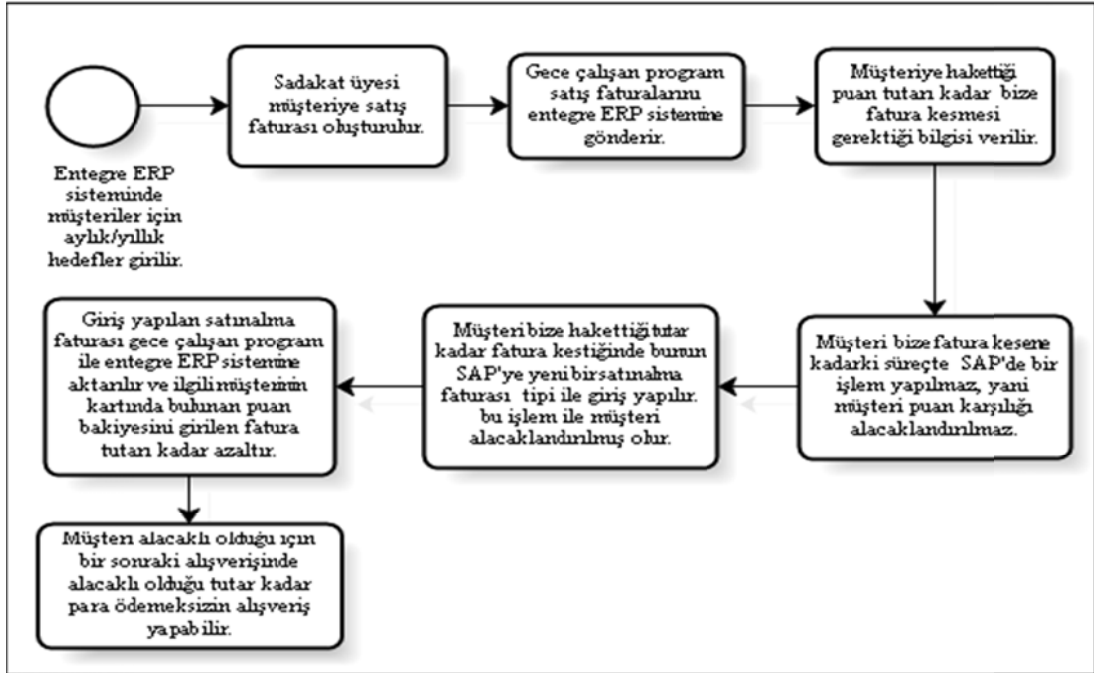 Entegre ERP
sisteminde
müşteriler için
aylık/yıllık
hedefler girilir.
Sadakat üyesi
müşteriye satış
faturası oluşturulur.
Gece çalışan program
satış faturalarını
entegre ERP sistemine
gönderir.
Müşteriye hakettiği
puan tutarı kadar bize
fatura kesmesi
gerektiği bilgisi verilir.
Müşteri bize fatura kesene
kadarki süreçte SAP'de bir
işlem yapılmaz, yani
müşteri puan karşılığı
alacaklandırılmaz.
Müşteri bize hakettiği tutar
kadar fatura kestiğinde bunun
SAP'ye yeni birsatınalma
faturası tipi ile giriş yapılır.
bu işlem ile müşteri
alacaklandırılmış olur.
Giriş yapılan satınalma
faturası gece çalışan program
ile entegre ERP sistemine
aktarılır ve ilgili müşterinin
kartında bulunan puan
bakiyesini girilen fatura
tutarı kadar azaltır.
Müşteri alacaklı olduğu için
bir sonraki alışverişinde
alacaklı olduğu tutar kadar
para ödemeksizin alışveriş
yapabilir.